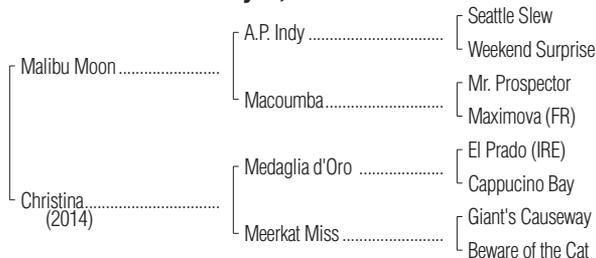 Seattle Slew
A.P. Indy ..............................
Weekend Surprise
Malibu Moon ......................
Mr. Prospector
Macoumba..........................
Maximova (FR)
El Prado (IRE)
Medaglia d'Oro ..................
Cappucino Bay
Christina.............................
(2014)
Giant's Causeway
Meerkat Miss ......................
Beware of the Cat